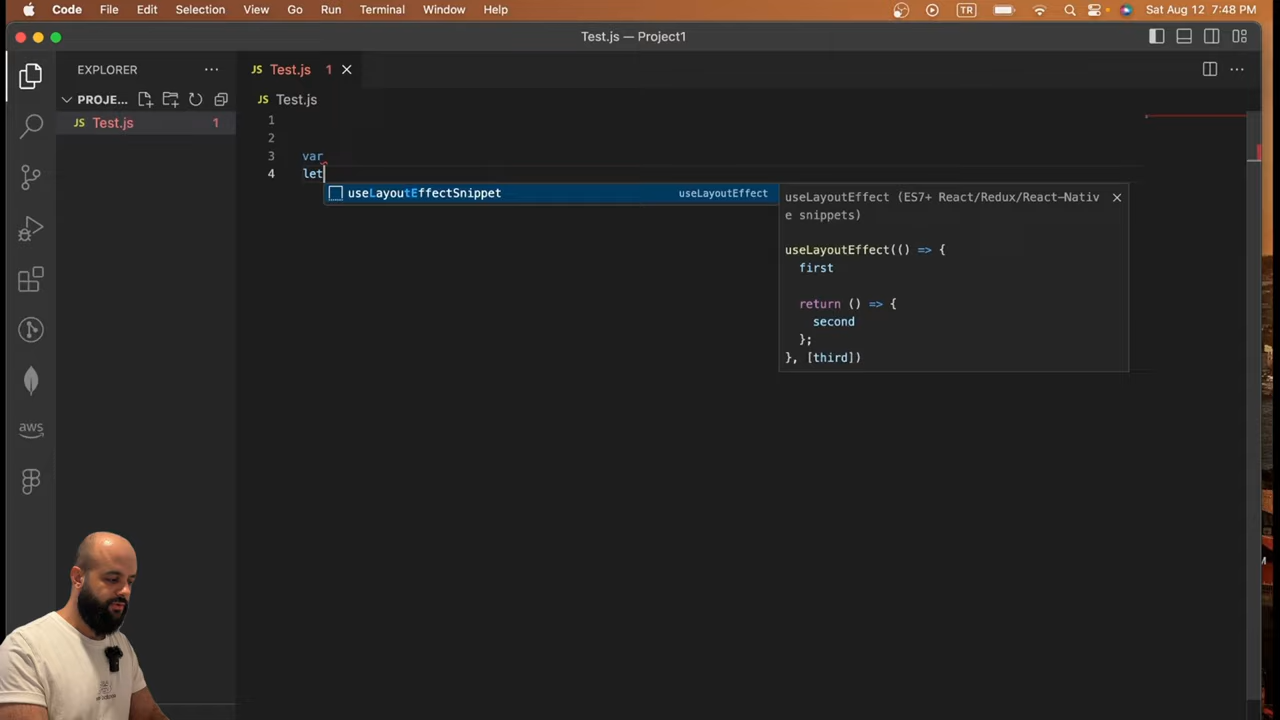 Code File Edit Selection View Go Run Terminal Window Help TR Sat Aug 12 7:48 PM
Test.js — Project1
EXPLORER
JS Test.js 1
PROJE...
JS Test.js
JS Test.js 1
1
2
3 var
4 let
useLayoutEffectSnippet useLayoutEffect
useLayoutEffect (ES7+ React/Redux/React-Nativ
e snippets)
useLayoutEffect(() => {
first
return () => {
second
};
}, [third])
aws